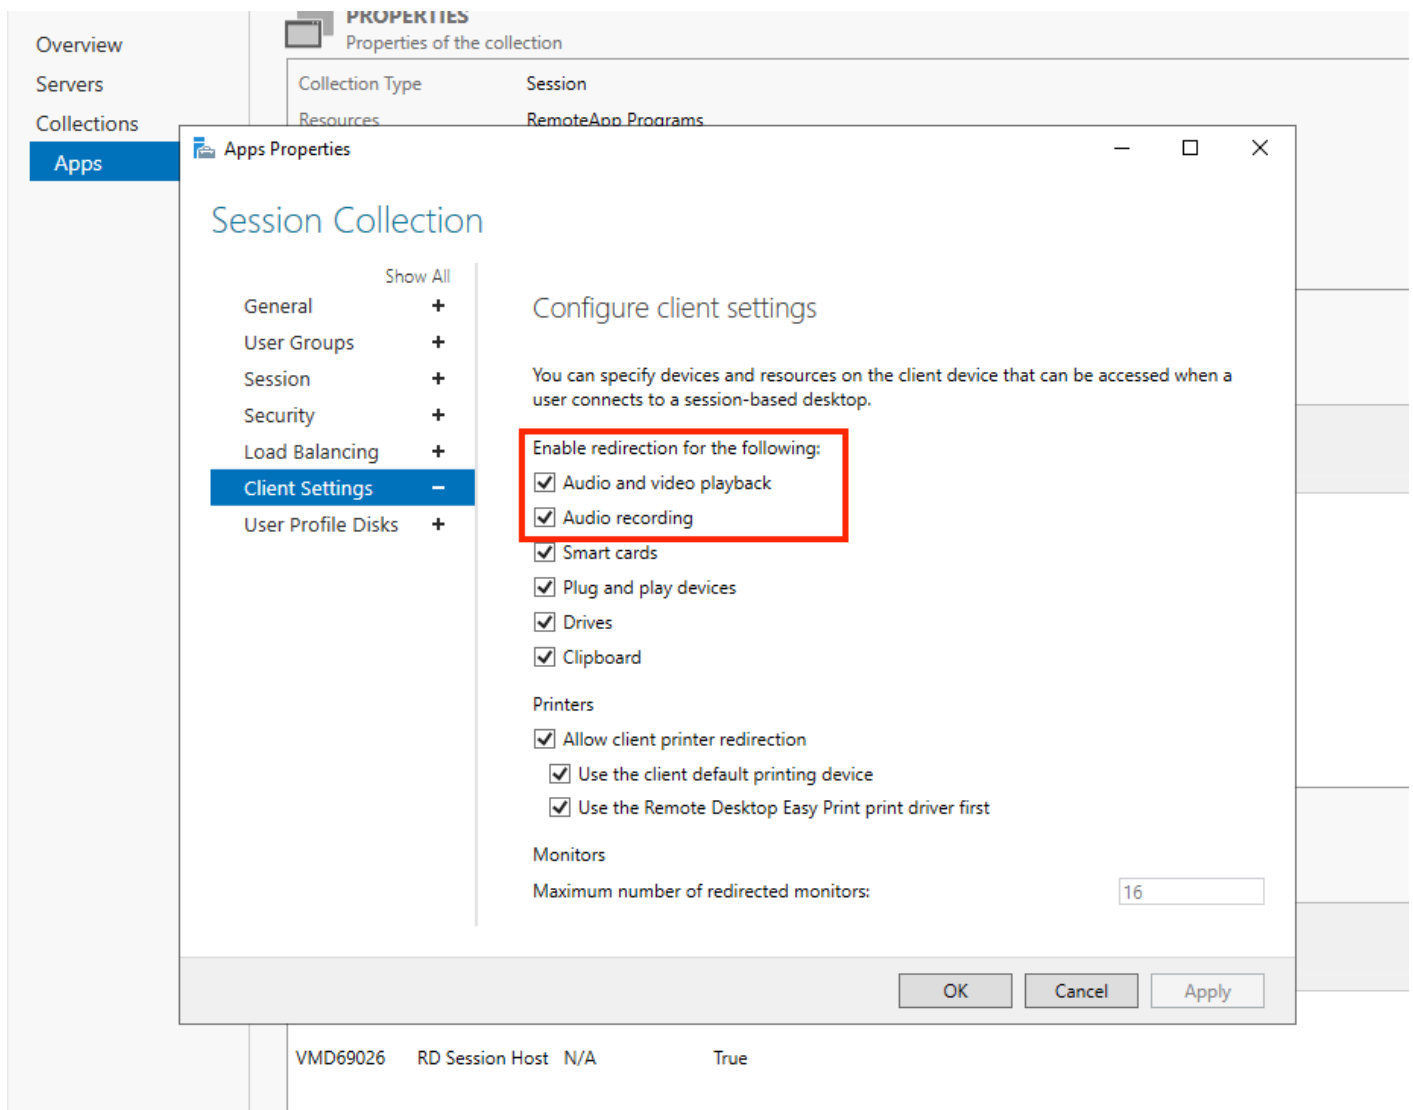 PROPERTIES
Properties of the collection
Overview
Servers
Collections
Apps
Collection Type Session
Resources RemoteApp Programs
Apps Properties
Session Collection
Show All
General +
User Groups +
Session +
Security +
Load Balancing +
Client Settings −
User Profile Disks +
Configure client settings
You can specify devices and resources on the client device that can be accessed when a
user connects to a session-based desktop.
Enable redirection for the following:
Audio and video playback
Audio recording
Smart cards
Plug and play devices
Drives
Clipboard
Printers
Allow client printer redirection
Use the client default printing device
Use the Remote Desktop Easy Print print driver first
Monitors
Maximum number of redirected monitors: 16
OK Cancel Apply
VMD69026 RD Session Host N/A True